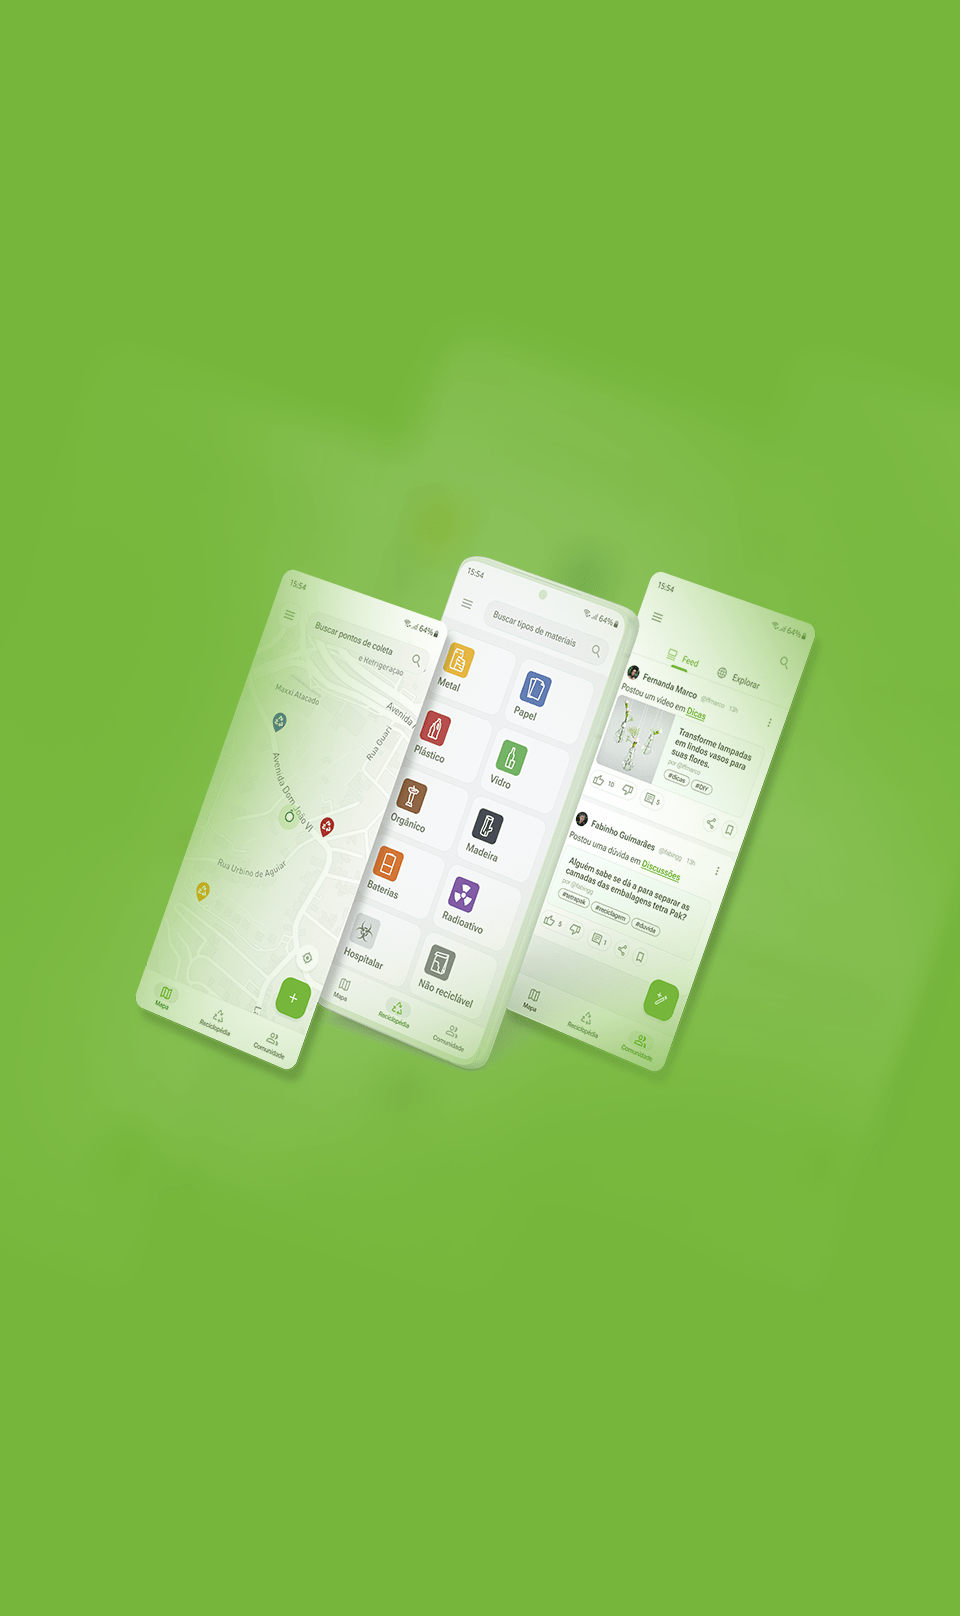 15:54
64%
Buscar pontos de coleta
e Refrigeração
Maxxi Atacado
Avenida
Rua Guari
Avenida Dom João VI
Rua Urbino de Aguiar
+
Mapa
Reciclopédia
Comunidade
15:54
64%
Buscar tipos de materiais
Metal
Papel
Plástico
Vidro
Orgânico
Madeira
Baterias
Radioativo
Hospitalar
Não reciclável
Mapa
Reciclopédia
Comunidade
15:54
64%
Feed
Explorar
Fernanda Marco @ffmarco 13h
Postou um vídeo em Dicas
Transforme lampadas
em lindos vasos para
suas flores.
por @ffmarco
#dicas #DIY
10 5
Fabinho Guimarães @fabingg 13h
Postou uma dúvida em Discussões
Alguém sabe se dá a para separar as
camadas das embalagens tetra Pak?
por @fabingg
#tetrapak #reciclagem #duvida
5 1
Mapa
Reciclopédia
Comunidade